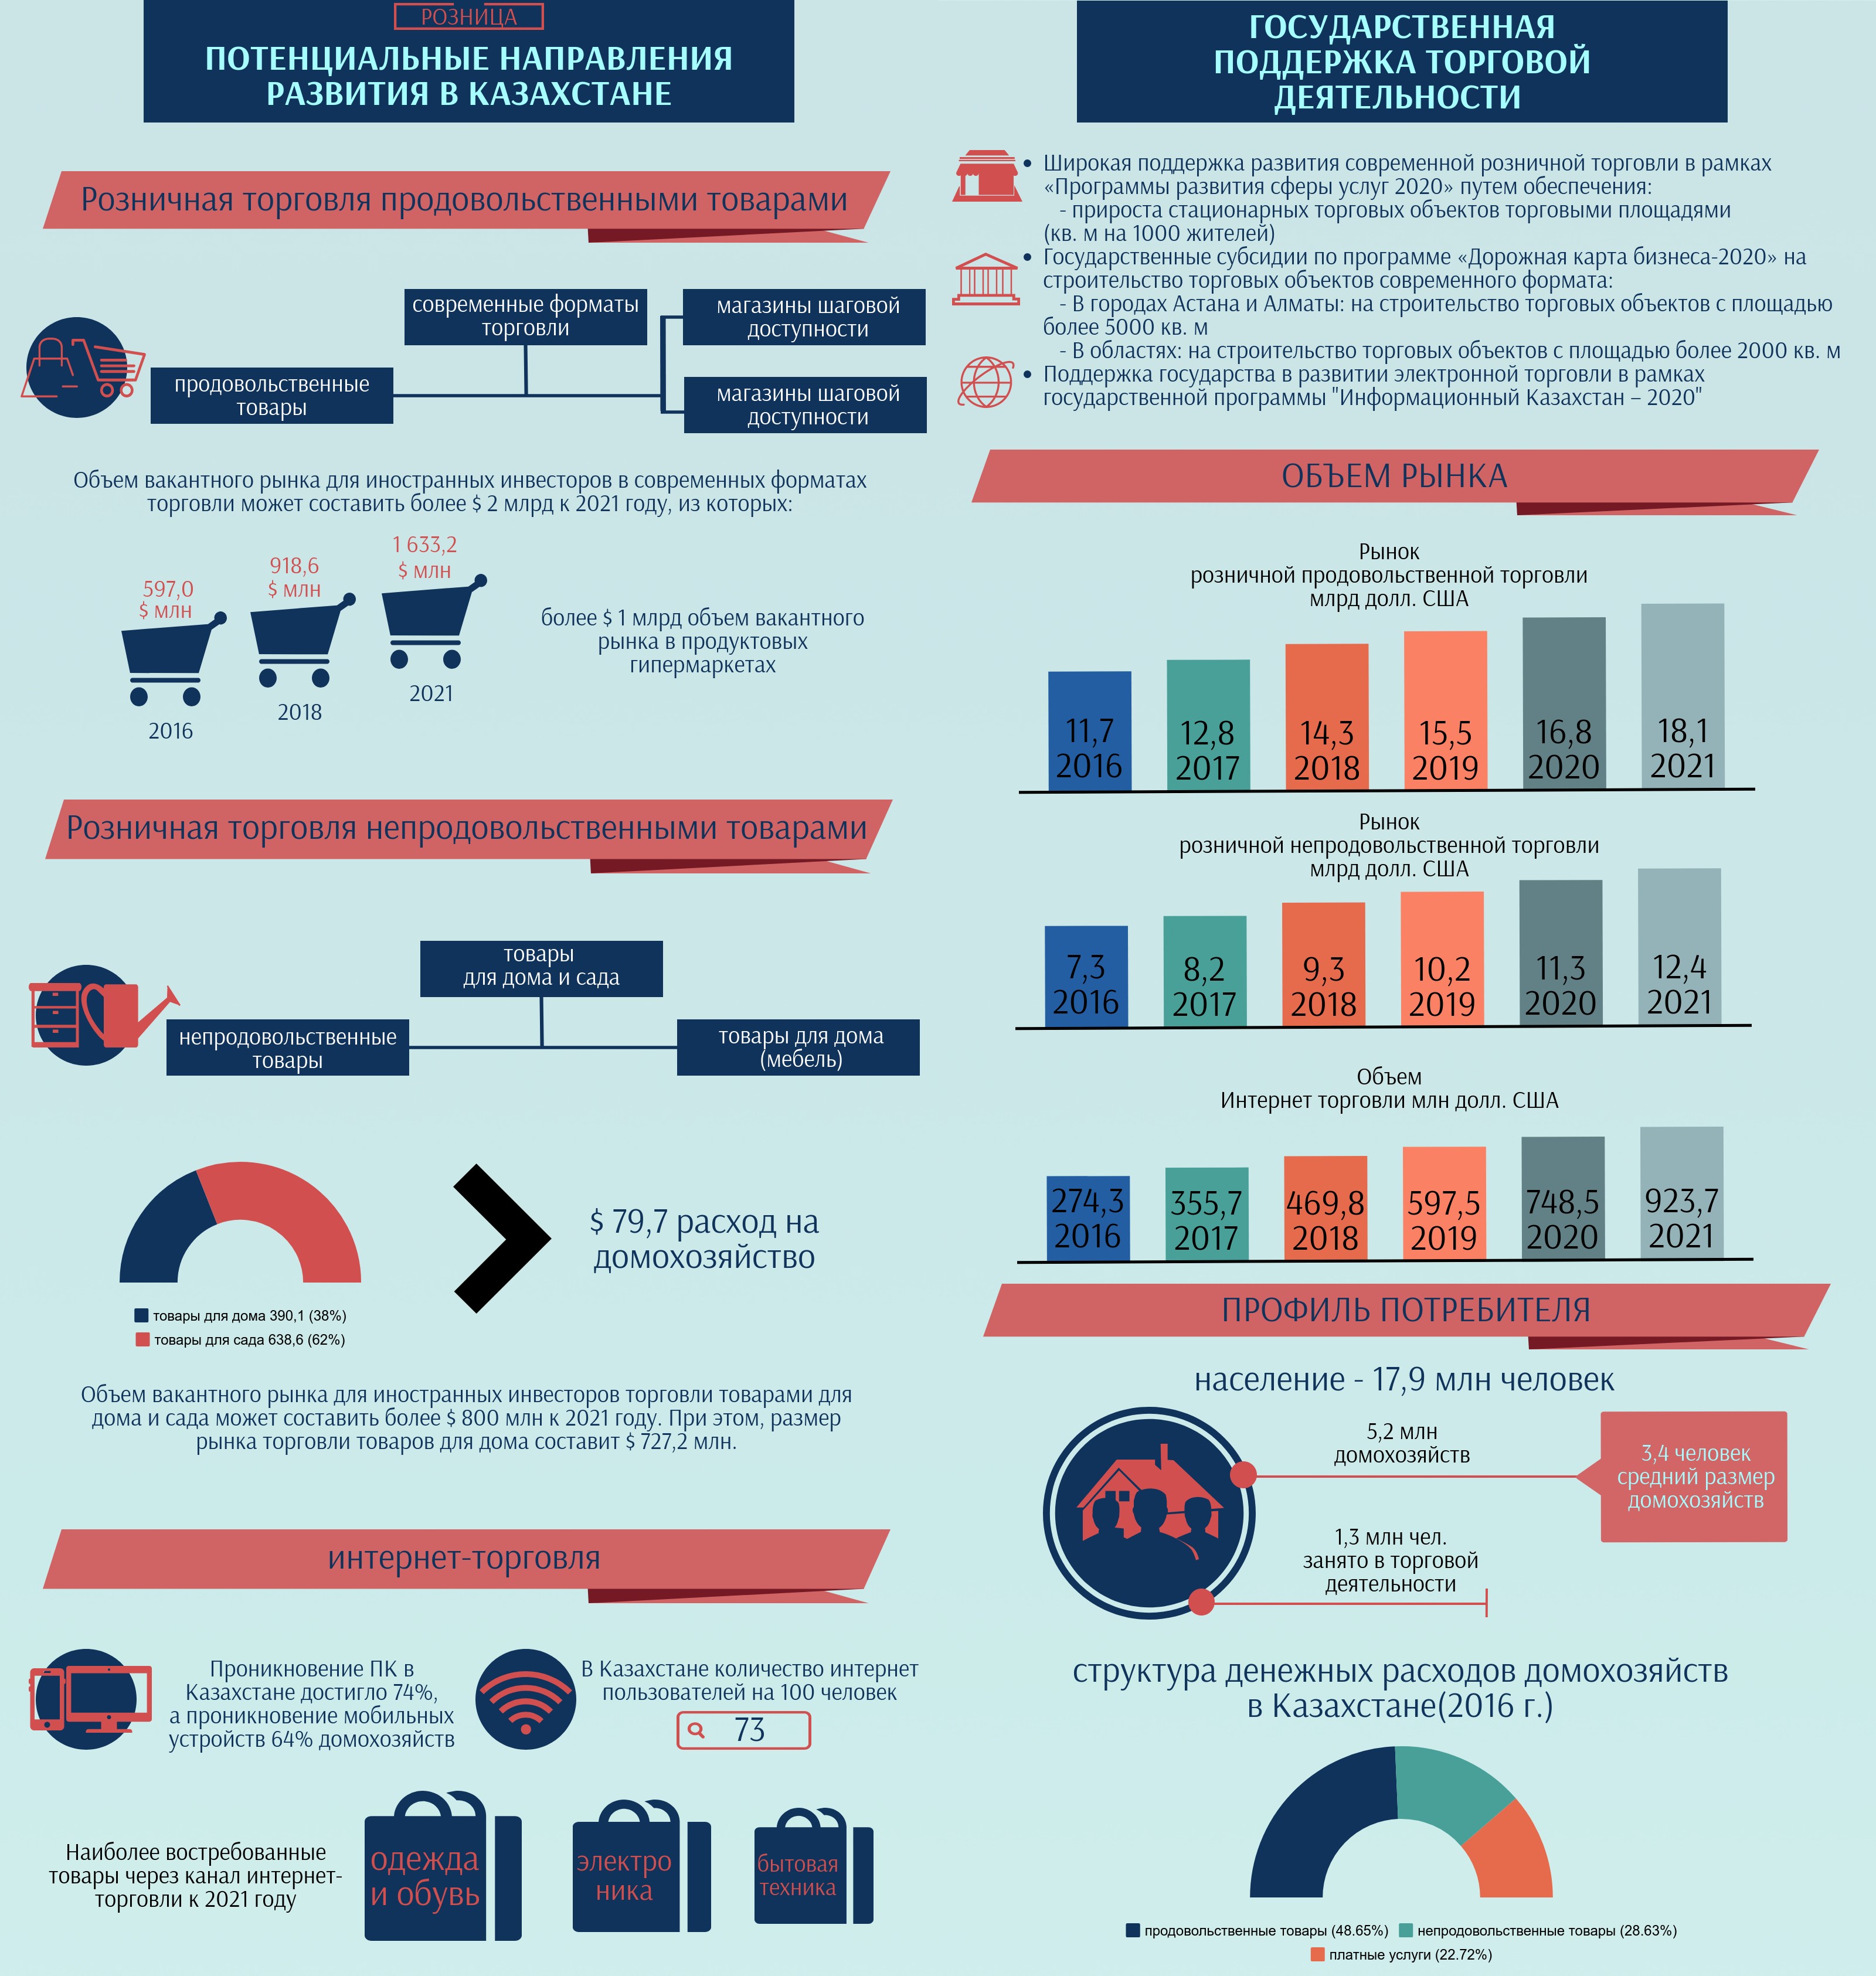 РОЗНИЦА
ПОТЕНЦИАЛЬНЫЕ НАПРАВЛЕНИЯ
РАЗВИТИЯ В КАЗАХСТАНЕ
Розничная торговля продовольственными товарами
современные форматы
торговли
магазины шаговой
доступности
продовольственные
товары
магазины шаговой
доступности
Объем вакантного рынка для иностранных инвесторов в современных форматах
торговли может составить более $ 2 млрд к 2021 году, из которых:
597,0
$ млн
2016
918,6
$ млн
2018
1 633,2
$ млн
2021
более $ 1 млрд объем вакантного
рынка в продуктовых
гипермаркетах
Розничная торговля непродовольственными товарами
товары
для дома и сада
непродовольственные
товары
товары для дома
(мебель)
$ 79,7 расход на
домохозяйство
товары для дома 390,1 (38%)
товары для сада 638,6 (62%)
Объем вакантного рынка для иностранных инвесторов торговли товарами для
дома и сада может составить более $ 800 млн к 2021 году. При этом, размер
рынка торговли товаров для дома составит $ 727,2 млн.
интернет-торговля
Проникновение ПК в
Казахстане достигло 74%,
а проникновение мобильных
устройств 64% домохозяйств
В Казахстане количество интернет
пользователей на 100 человек
73
Наиболее востребованные
товары через канал интернет-
торговли к 2021 году
одежда
и обувь
электро
ника
бытовая
техника
ГОСУДАРСТВЕННАЯ
ПОДДЕРЖКА ТОРГОВОЙ
ДЕЯТЕЛЬНОСТИ
• Широкая поддержка развития современной розничной торговли в рамках
«Программы развития сферы услуг 2020» путем обеспечения:
- прироста стационарных торговых объектов торговыми площадями
(кв. м на 1000 жителей)
• Государственные субсидии по программе «Дорожная карта бизнеса-2020» на
строительство торговых объектов современного формата:
- В городах Астана и Алматы: на строительство торговых объектов с площадью
более 5000 кв. м
- В областях: на строительство торговых объектов с площадью более 2000 кв. м
• Поддержка государства в развитии электронной торговли в рамках
государственной программы "Информационный Казахстан – 2020"
ОБЪЕМ РЫНКА
Рынок
розничной продовольственной торговли
млрд долл. США
11,7 12,8 14,3 15,5 16,8 18,1
2016 2017 2018 2019 2020 2021
Рынок
розничной непродовольственной торговли
млрд долл. США
7,3 8,2 9,3 10,2 11,3 12,4
2016 2017 2018 2019 2020 2021
Объем
Интернет торговли млн долл. США
274,3 355,7 469,8 597,5 748,5 923,7
2016 2017 2018 2019 2020 2021
ПРОФИЛЬ ПОТРЕБИТЕЛЯ
население - 17,9 млн человек
5,2 млн
домохозяйств
3,4 человек
средний размер
домохозяйств
1,3 млн чел.
занято в торговой
деятельности
структура денежных расходов домохозяйств
в Казахстане(2016 г.)
продовольственные товары (48.65%) непродовольственные товары (28.63%)
платные услуги (22.72%)